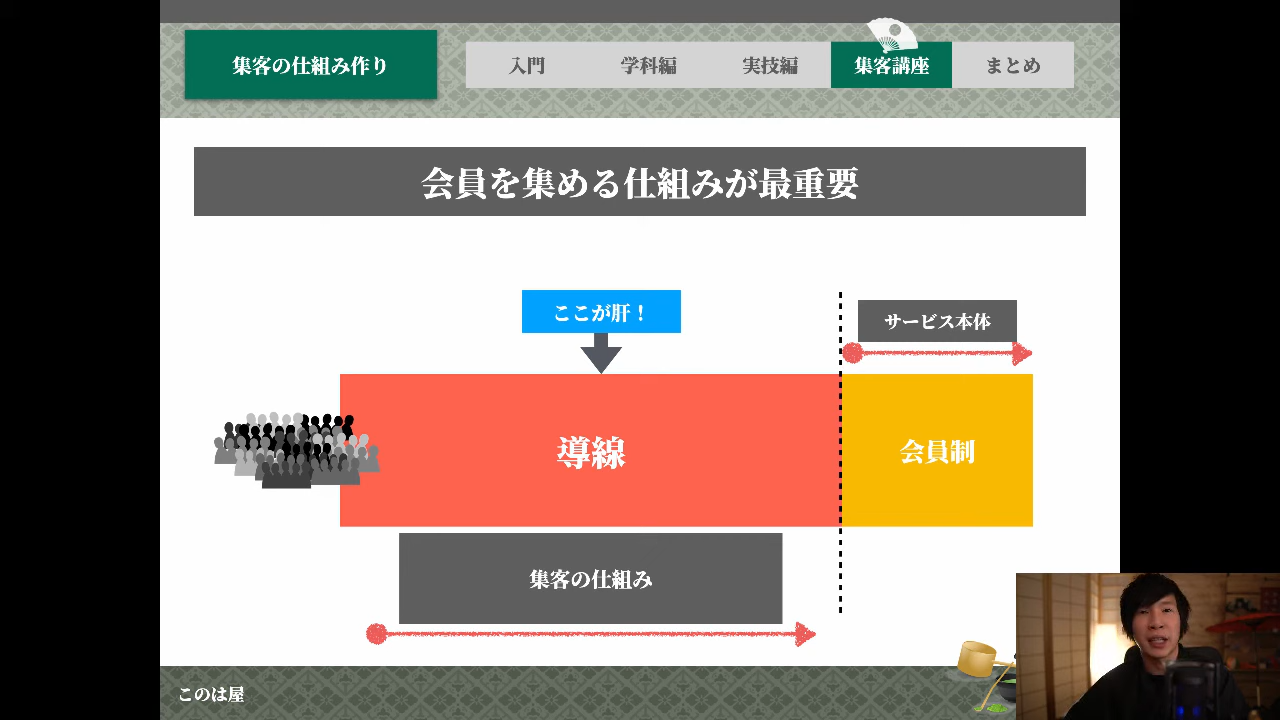 集客の仕組み作り
入門
学科編
実技編
集客講座
まとめ
会員を集める仕組みが最重要
ここが肝！
サービス本体
導線
会員制
集客の仕組み
このは屋